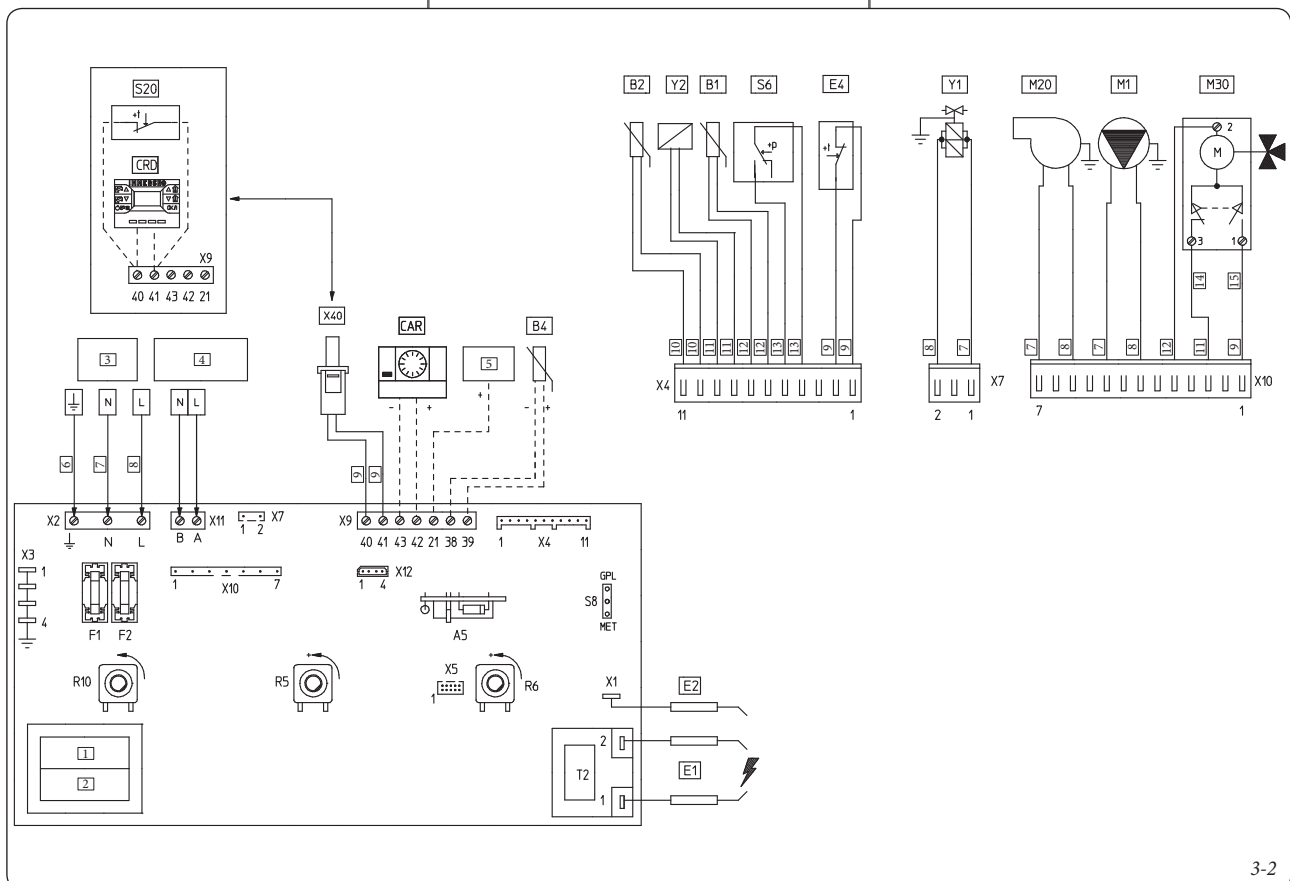 S20
+t
CRD
IMMERGAS
X9
40 41 43 42 21
B2 Y2 B1 S6 E4 Y1 M20 M1 M30
+p
+t
2
M
3 1
14 15
10 10 11 11 12 12 13 13 9 9
8 7
7 8 7 8 12 11 9
X4
11 1
X7
2 1
X10
7 1
3 4
X40 CAR 5 B4
- +
+
- +
N L N L
6 7 8
9 9
X2
N L
X11
B A
X7
1 2
X9
40 41 43 42 21 38 39
1 X4 11
X3
1
4
F1 F2
1 X10 7
X12
1 4
A5
GPL
S8
MET
R10
R5
+
X5
1
+
R6
X1
E2
2
T2
E1
1
1
2
3-2